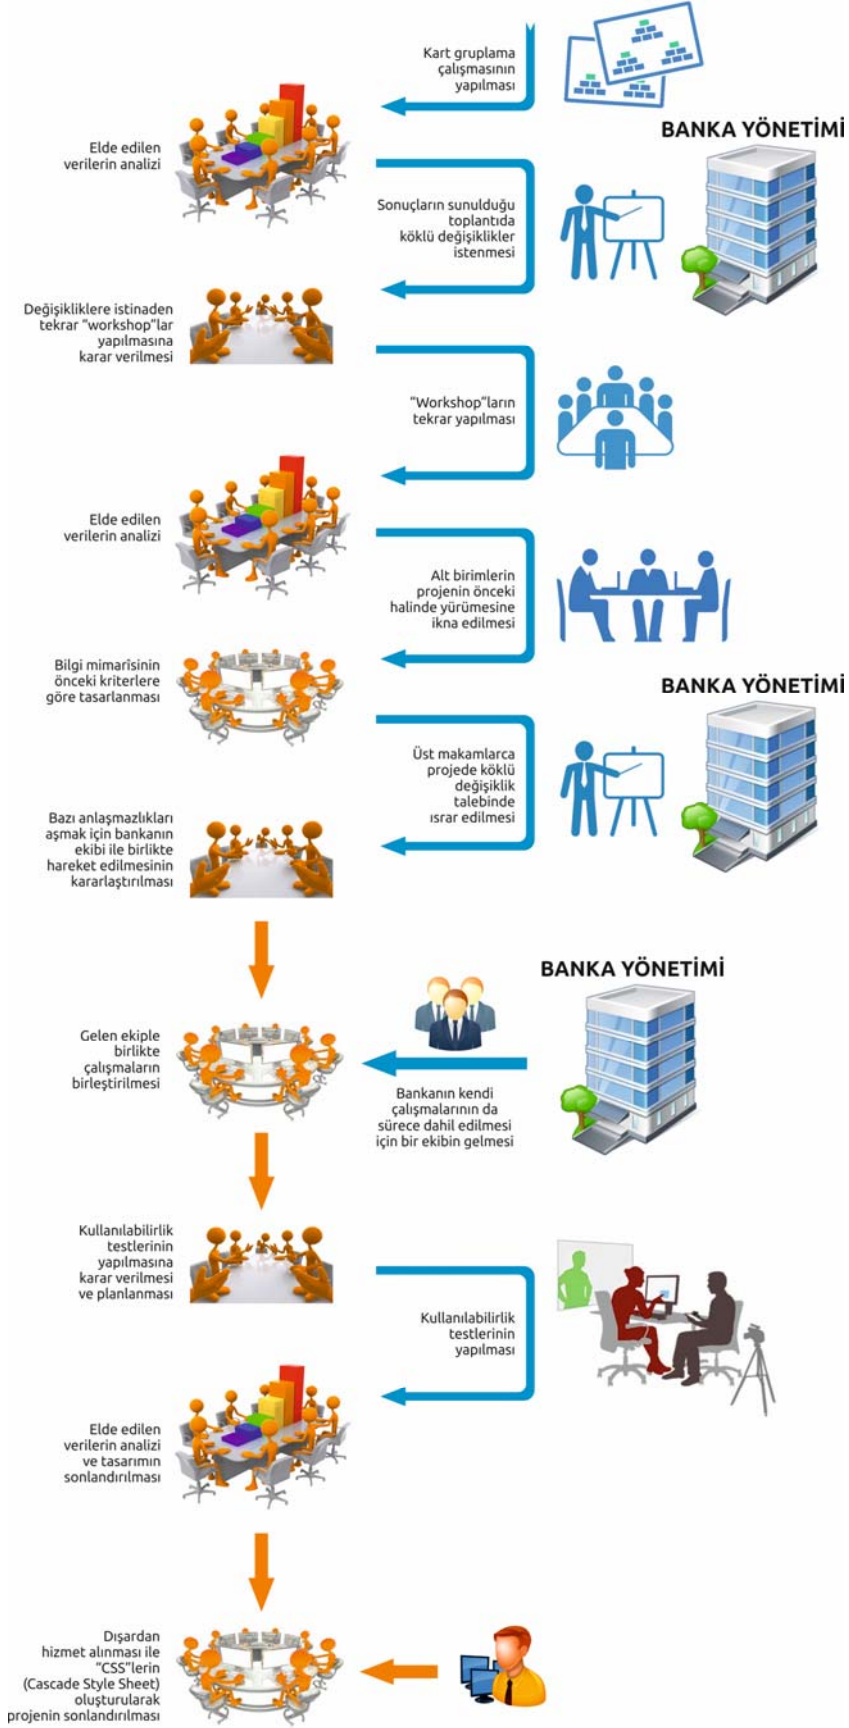 Kart gruplama
çalışmasının
yapılması
BANKA YÖNETİMİ
Elde edilen
verilerin analizi
Sonuçların sunulduğu
toplantıda
köklü değişiklikler
istenmesi
Değişikliklere istinaden
tekrar “workshop”lar
yapılmasına
karar verilmesi
“Workshop”ların
tekrar yapılması
Elde edilen
verilerin analizi
Alt birimlerin
projenin önceki
halinde yürümesine
ikna edilmesi
Bilgi mimarîsinin
önceki kriterlere
göre tasarlanması
BANKA YÖNETİMİ
Üst makamlarca
projede köklü
değişiklik
talebinde
ısrar edilmesi
Bazı anlaşmazlıkları
aşmak için bankanın
ekibi ile birlikte
hareket edilmesinin
kararlaştırılması
BANKA YÖNETİMİ
Gelen ekiple
birlikte
çalışmaların
birleştirilmesi
Bankanın kendi
çalışmalarının da
sürece dahil edilmesi
için bir ekibin gelmesi
Kullanılabilirlik
testlerinin
yapılmasına
karar verilmesi
ve planlanması
Kullanılabilirlik
testlerinin
yapılması
Elde edilen
verilerin analizi
ve tasarımın
sonlandırılması
Dışardan
hizmet alınması ile
“CSS”lerin
(Cascade Style Sheet)
oluşturularak
projenin sonlandırılması